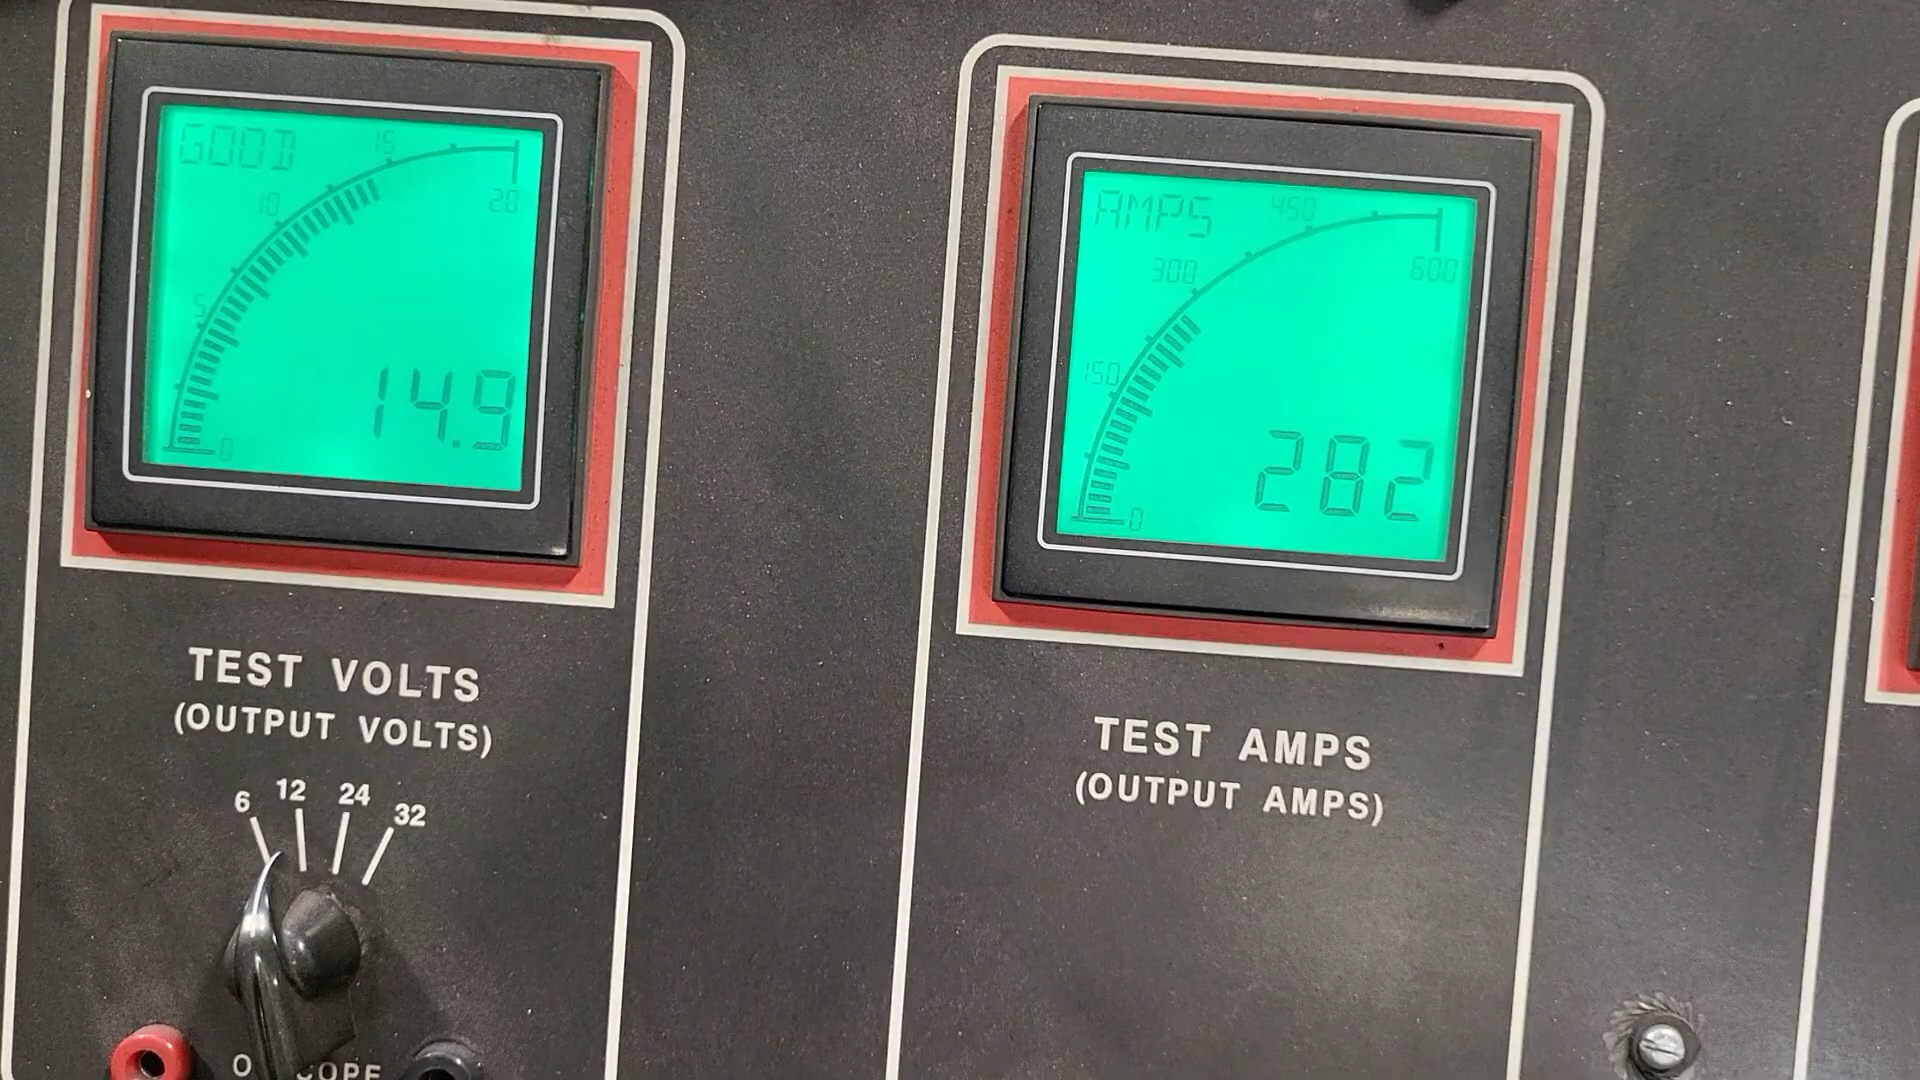 GOOD
15
10
20
5
14.9
0
TEST VOLTS
(OUTPUT VOLTS)
6 12 24 32
AMPS
450
300
600
150
282
0
TEST AMPS
(OUTPUT AMPS)